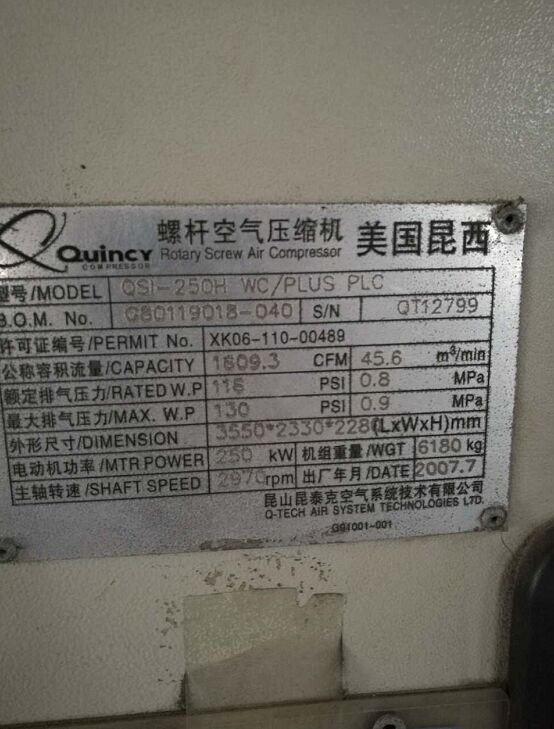 Quincy COMPRESSOR 螺杆空气压缩机 Rotary Screw Air Compressor 美国昆西
型号/MODEL QSI-250H WC/PLUS PLC
B.O.M. No. G80119018-040 S/N QT12799
许可证编号/PERMIT No. XK06-110-00489
公称容积流量/CAPACITY 1609.3 CFM 45.6 m³/min
额定排气压力/RATED W.P 116 PSI 0.8 MPa
最大排气压力/MAX. W.P 130 PSI 0.9 MPa
外形尺寸/DIMENSION 3550*2330*2280(LxWxH)mm
电动机功率/MTR POWER 250 kW 机组重量/WGT 6180 kg
主轴转速/SHAFT SPEED 2970rpm 出厂年月/DATE 2007.7
昆山昆泰克空气系统技术有限公司
Q-TECH AIR SYSTEM TECHNOLOGIES LTD.
G91001-001